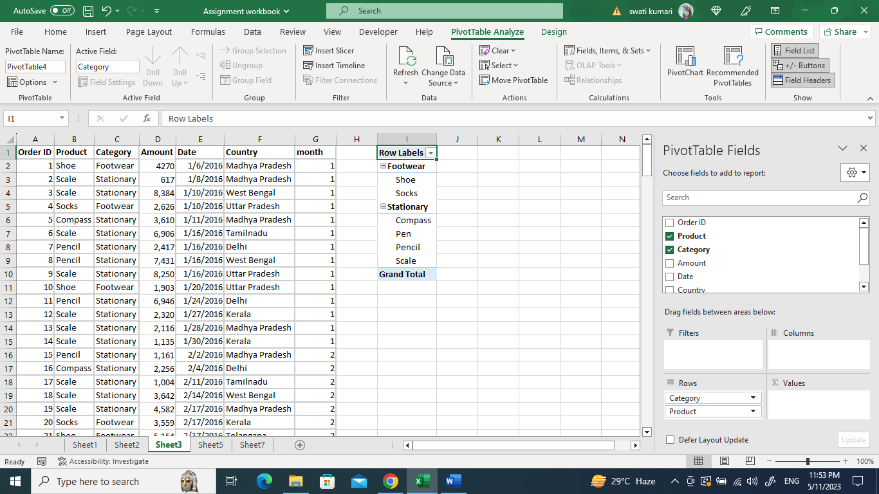 AutoSave Off Assignment workbook Search swati kumari
File Home Insert Page Layout Formulas Data Review View Developer Help PivotTable Analyze Design Comments Share
PivotTable Name: Active Field: Group Selection Insert Slicer Clear Fields, Items, & Sets Field List
PivotTable4 Category Drill Down Drill Up Ungroup Insert Timeline Refresh Change Data Source Select OLAP Tools PivotChart Recommended PivotTables +/- Buttons
Options Field Settings Group Field Filter Connections Move PivotTable Relationships Field Headers
PivotTable Active Field Group Filter Data Actions Calculations Tools Show
I1 fx Row Labels
A B C D E F G H I J K L M N
1 Order ID Product Category Amount Date Country month Row Labels
2 1 Shoe Footwear 4270 1/6/2016 Madhya Pradesh 1 Footwear
3 2 Scale Stationary 617 1/8/2016 Madhya Pradesh 1 Shoe
4 3 Scale Stationary 8,384 1/10/2016 West Bengal 1 Socks
5 4 Socks Footwear 2,626 1/10/2016 Uttar Pradesh 1 Stationary
6 5 Compass Stationary 3,610 1/11/2016 Madhya Pradesh 1 Compass
7 6 Scale Stationary 6,906 1/16/2016 Tamilnadu 1 Pen
8 7 Pencil Stationary 2,417 1/16/2016 Delhi 1 Pencil
9 8 Pencil Stationary 7,431 1/16/2016 West Bengal 1 Scale
10 9 Scale Stationary 8,250 1/16/2016 Uttar Pradesh 1 Grand Total
11 10 Shoe Footwear 1,903 1/20/2016 Uttar Pradesh 1
12 11 Pencil Stationary 6,946 1/24/2016 Delhi 1
13 12 Scale Stationary 2,320 1/27/2016 Kerala 1
14 13 Scale Stationary 2,116 1/28/2016 Madhya Pradesh 1
15 14 Scale Stationary 1,135 1/30/2016 Kerala 1
16 15 Pencil Stationary 1,161 2/2/2016 Madhya Pradesh 2
17 16 Compass Stationary 2,256 2/4/2016 Delhi 2
18 17 Scale Stationary 1,004 2/11/2016 Tamilnadu 2
19 18 Scale Stationary 3,642 2/14/2016 West Bengal 2
20 19 Scale Stationary 4,582 2/17/2016 Madhya Pradesh 2
21 20 Socks Footwear 3,559 2/17/2016 Kerala 2
22 21 Shoe Footwear 2/17/2016 Telangana 2
PivotTable Fields
Choose fields to add to report:
Search
Order ID
Product
Category
Amount
Date
Country
Drag fields between areas below:
Filters Columns
Rows Values
Category
Product
Defer Layout Update Update
Sheet1 Sheet2 Sheet3 Sheet5 Sheet7
Ready Accessibility: Investigate 100%
Type here to search 29°C Haze ENG 11:53 PM
5/11/2023